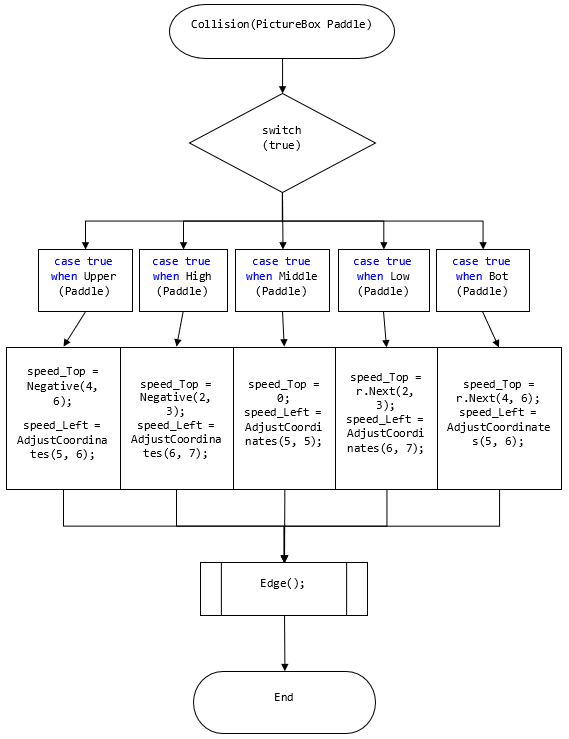 Collision(PictureBox Paddle)
switch
(true)
case true
when Upper
(Paddle)
case true
when High
(Paddle)
case true
when Middle
(Paddle)
case true
when Low
(Paddle)
case true
when Bot
(Paddle)
speed_Top =
Negative(4,
6);
speed_Left =
AdjustCoordina
tes(5, 6);
speed_Top =
Negative(2,
3);
speed_Left =
AdjustCoordina
tes(6, 7);
speed_Top =
0;
speed_Left =
AdjustCoordi
nates(5, 5);
speed_Top =
r.Next(2,
3);
speed_Left =
AdjustCoordi
nates(6, 7);
speed_Top =
r.Next(4, 6);
speed_Left =
AdjustCoordinate
s(5, 6);
Edge();
End